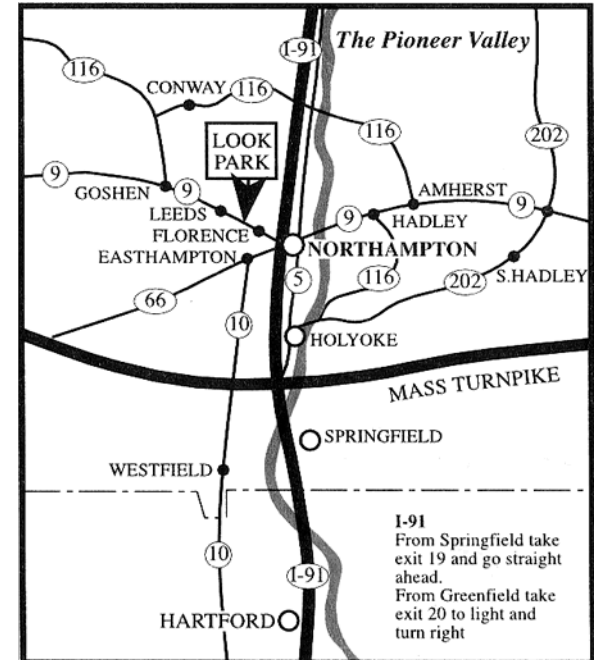 I-91
The Pioneer Valley
116
CONWAY
116
116
202
LOOK
PARK
9
GOSHEN
9
LEEDS
FLORENCE
EASTHAMPTON
AMHERST
9
HADLEY
9
NORTHAMPTON
S.HADLEY
5
116
202
66
10
HOLYOKE
MASS TURNPIKE
SPRINGFIELD
WESTFIELD
10
I-91
HARTFORD
I-91
From Springfield take
exit 19 and go straight
ahead.
From Greenfield take
exit 20 to light and
turn right